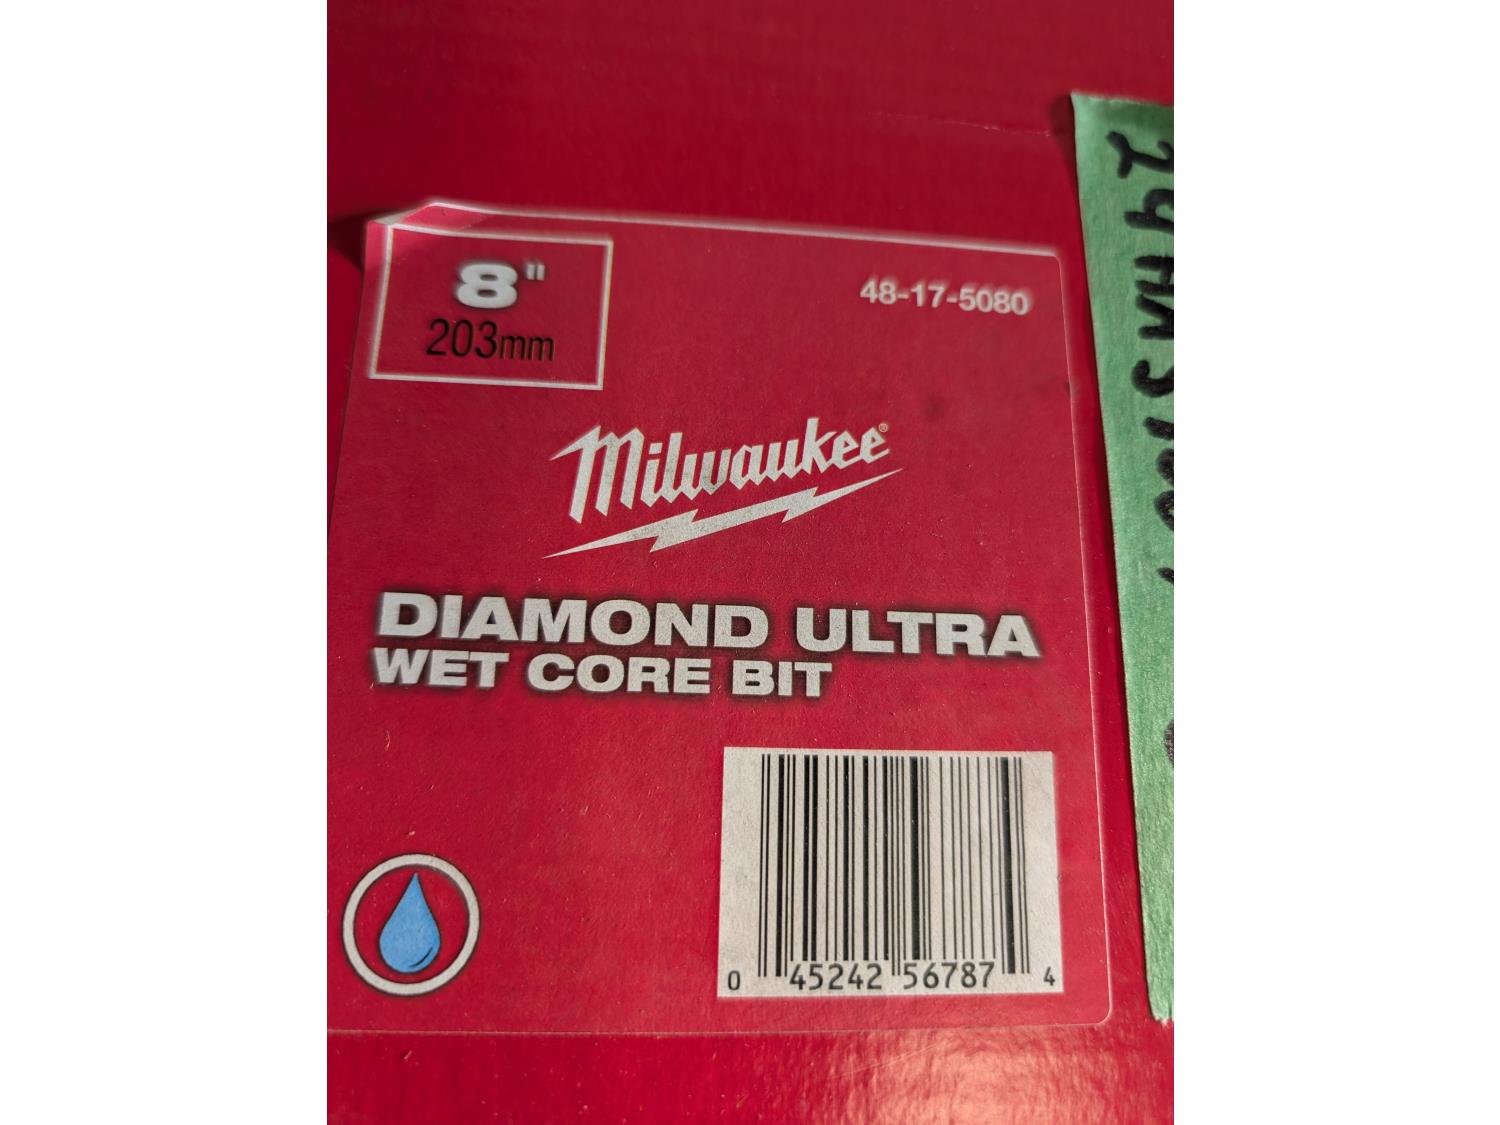 8"
203mm
48-17-5080
Milwaukee®
DIAMOND ULTRA
WET CORE BIT
0 45242 56787 4